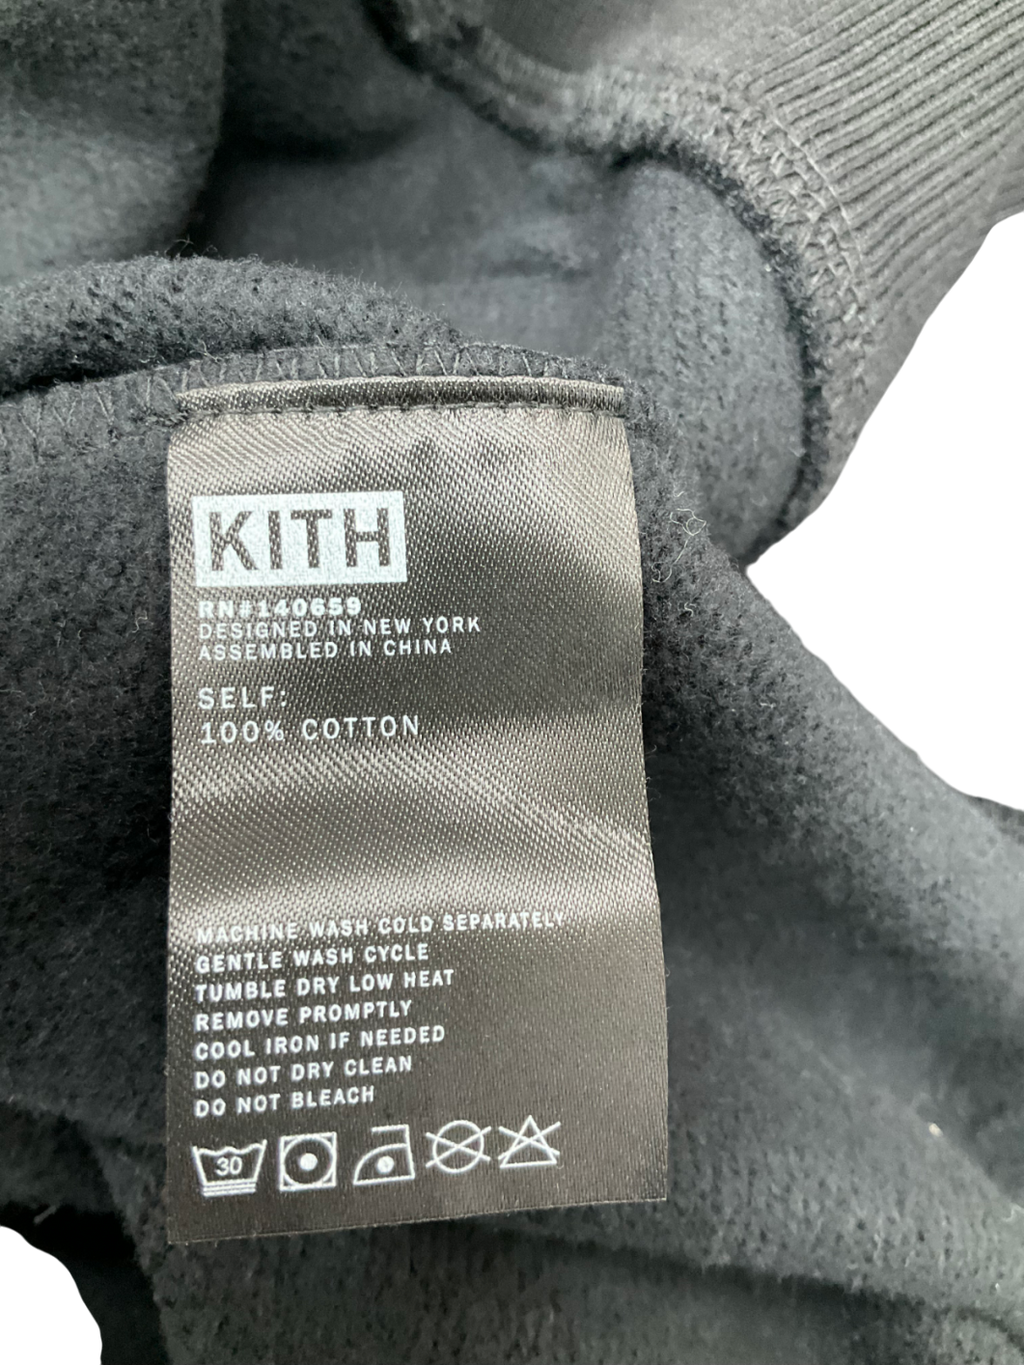 KITH
RN#140659
DESIGNED IN NEW YORK
ASSEMBLED IN CHINA
SELF:
100% COTTON
MACHINE WASH COLD SEPARATELY
GENTLE WASH CYCLE
TUMBLE DRY LOW HEAT
REMOVE PROMPTLY
COOL IRON IF NEEDED
DO NOT DRY CLEAN
DO NOT BLEACH
30